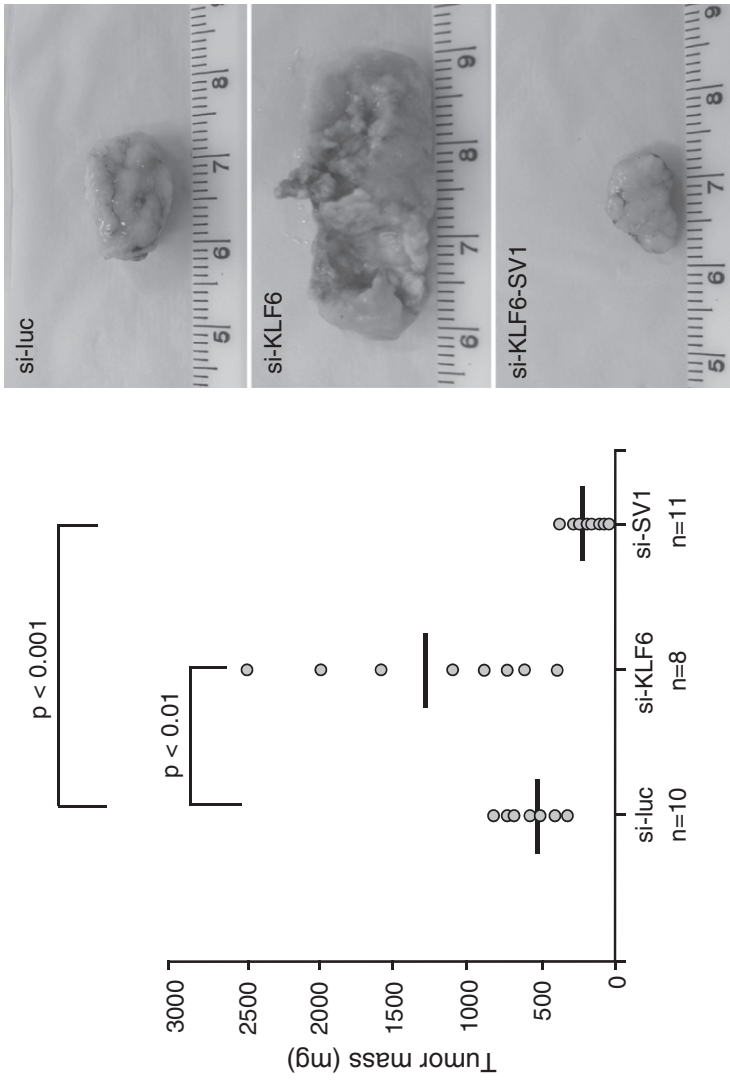 Tumor mass (mg)
3000
2500
2000
1500
1000
500
0
p < 0.001
p < 0.01
si-luc
n=10
si-KLF6
n=8
si-SV1
n=11
si-luc
5 6 7 8
si-KLF6
6 7 8 9
si-KLF6-SV1
5 6 7 8 9